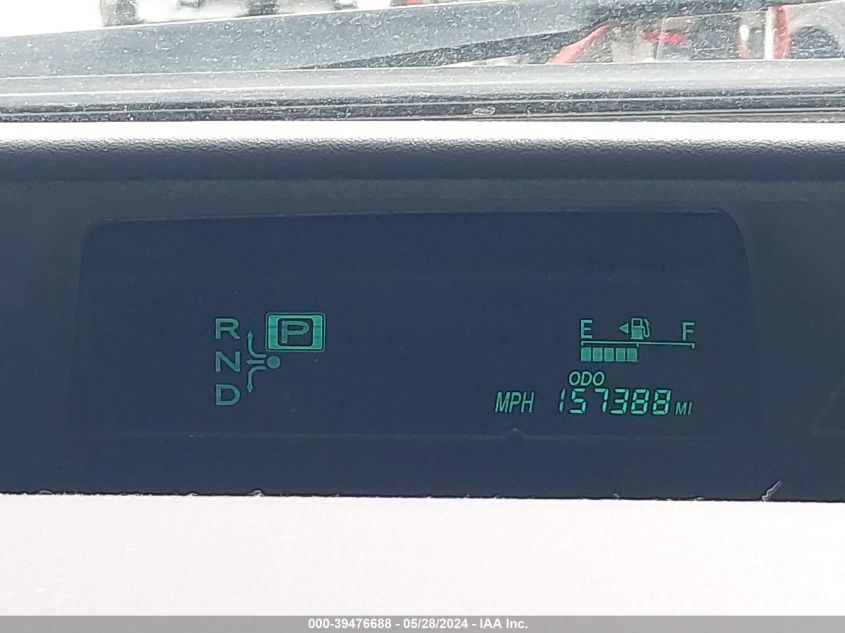 R P
N
D
E F
ODO
MPH 157388 MI
000-39476688 - 05/28/2024 - IAA Inc.